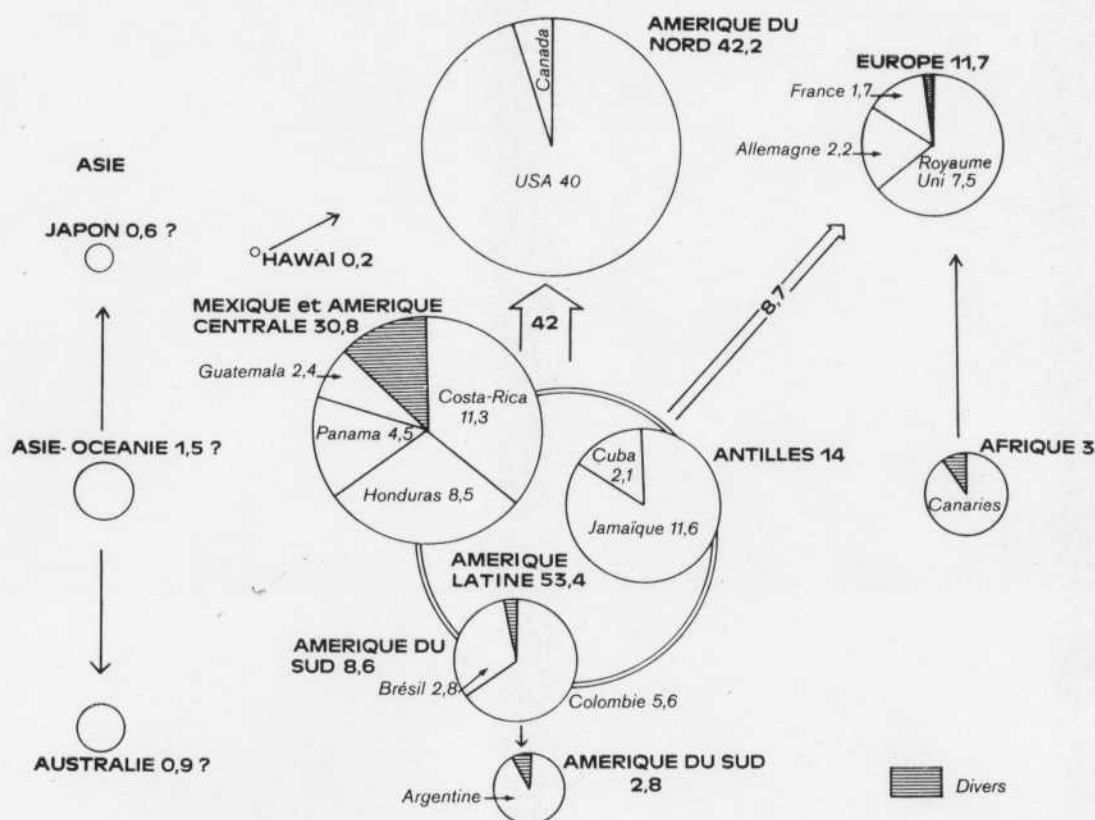 AMÉRIQUE DU
NORD 42,2
Canada
USA 40
EUROPE 11,7
France 1,7
Allemagne 2,2
Royaume
Uni 7,5
ASIE
JAPON 0,6 ?
HAWAÏ 0,2
MEXIQUE et AMÉRIQUE
CENTRALE 30,8
42
8,7
Guatemala 2,4
Costa-Rica
11,3
Panama 4,5
Honduras 8,5
ASIE-OCEANIE 1,5 ?
Cuba
2,1
Jamaïque 11,6
ANTILLES 14
AFRIQUE 3
Canaries
AMERIQUE
LATINE 53,4
AMERIQUE DU
SUD 8,6
Brésil 2,8
Colombie 5,6
AUSTRALIE 0,9 ?
AMERIQUE DU SUD
2,8
Argentine
Divers